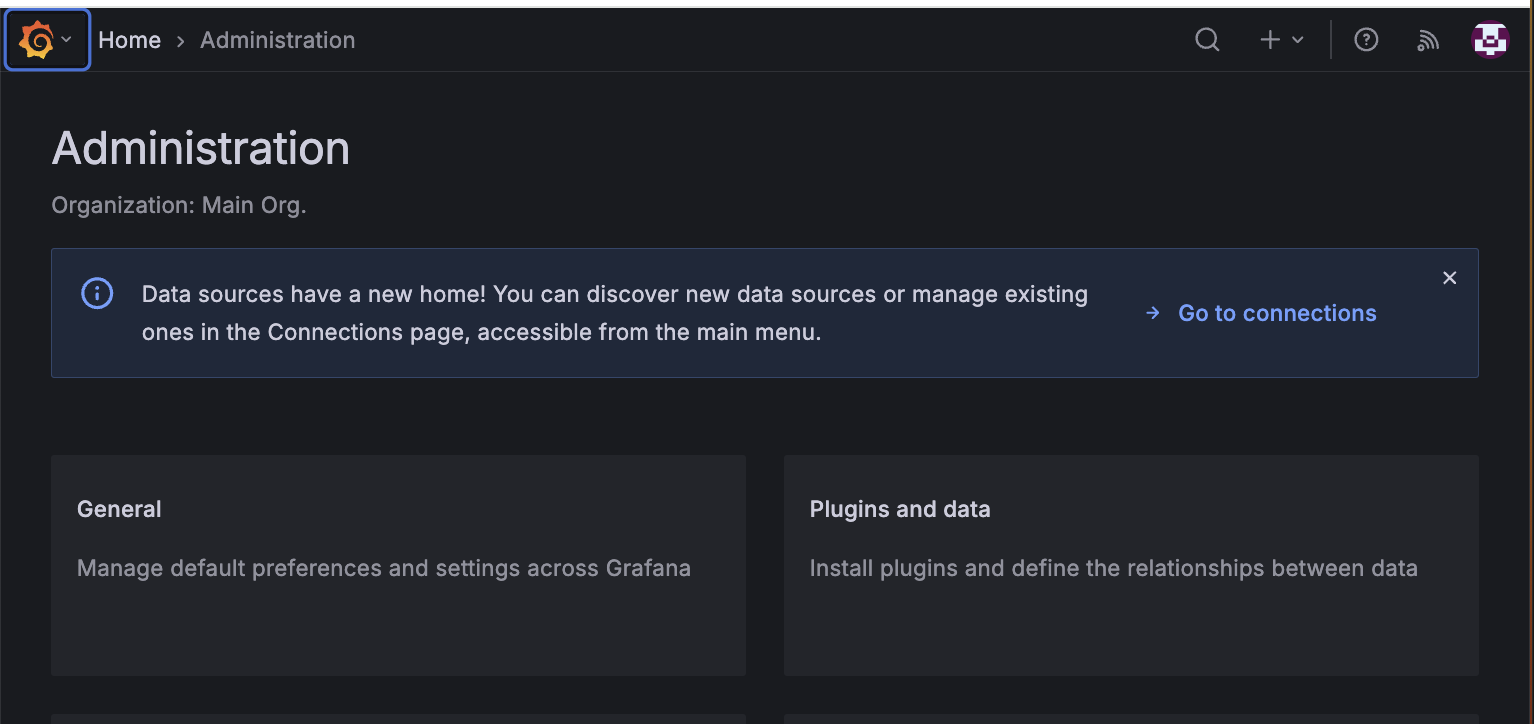 Home > Administration
Administration
Organization: Main Org.
Data sources have a new home! You can discover new data sources or manage existing
ones in the Connections page, accessible from the main menu.
Go to connections
General
Manage default preferences and settings across Grafana
Plugins and data
Install plugins and define the relationships between data